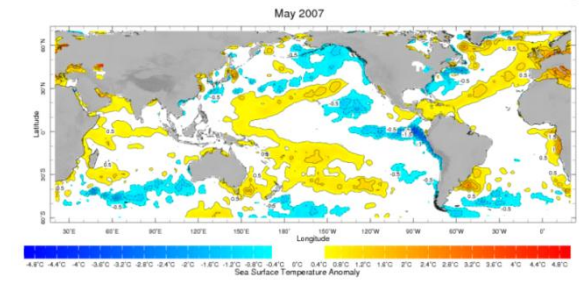 May 2007
60°N
30°N
0°
30°S
60°S
Latitude
30°E 60°E 90°E 120°E 150°E 180° 150°W 120°W 90°W 60°W 30°W 0°
Longitude
-4.8°C -4.4°C -4°C -3.6°C -3.2°C -2.8°C -2.4°C -2°C -1.6°C -1.2°C -0.8°C -0.4°C 0°C 0.4°C 0.8°C 1.2°C 1.6°C 2°C 2.4°C 2.8°C 3.2°C 3.6°C 4°C 4.4°C 4.8°C
Sea Surface Temperature Anomaly